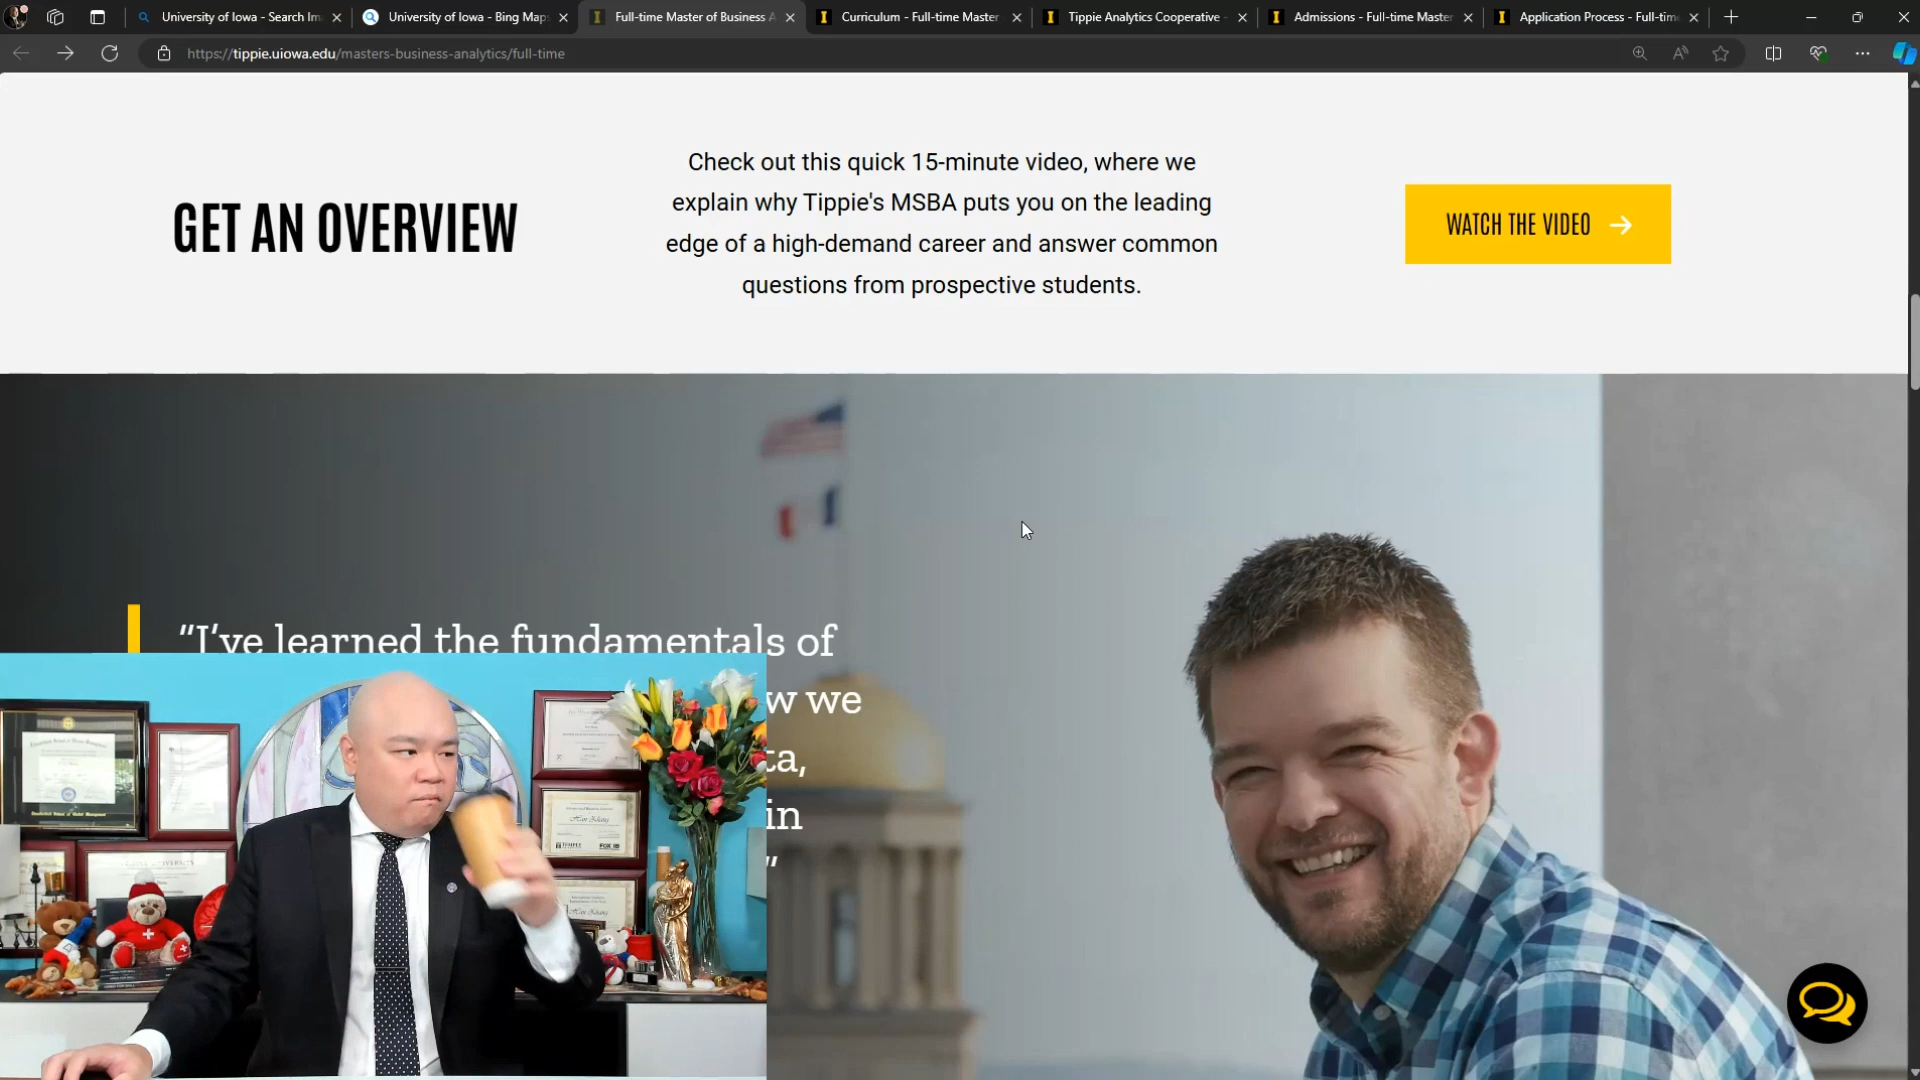 University of Iowa - Search Im
University of Iowa - Bing Maps
Full-time Master of Business A
Curriculum - Full-time Master
Tippie Analytics Cooperative -
Admissions - Full-time Master
Application Process - Full-tim
https://tippie.uiowa.edu/masters-business-analytics/full-time
GET AN OVERVIEW
Check out this quick 15-minute video, where we
explain why Tippie's MSBA puts you on the leading
edge of a high-demand career and answer common
questions from prospective students.
WATCH THE VIDEO
“I’ve learned the fundamentals of
w we
ta,
in
”
Han Zhang
TEMPLE
FOX